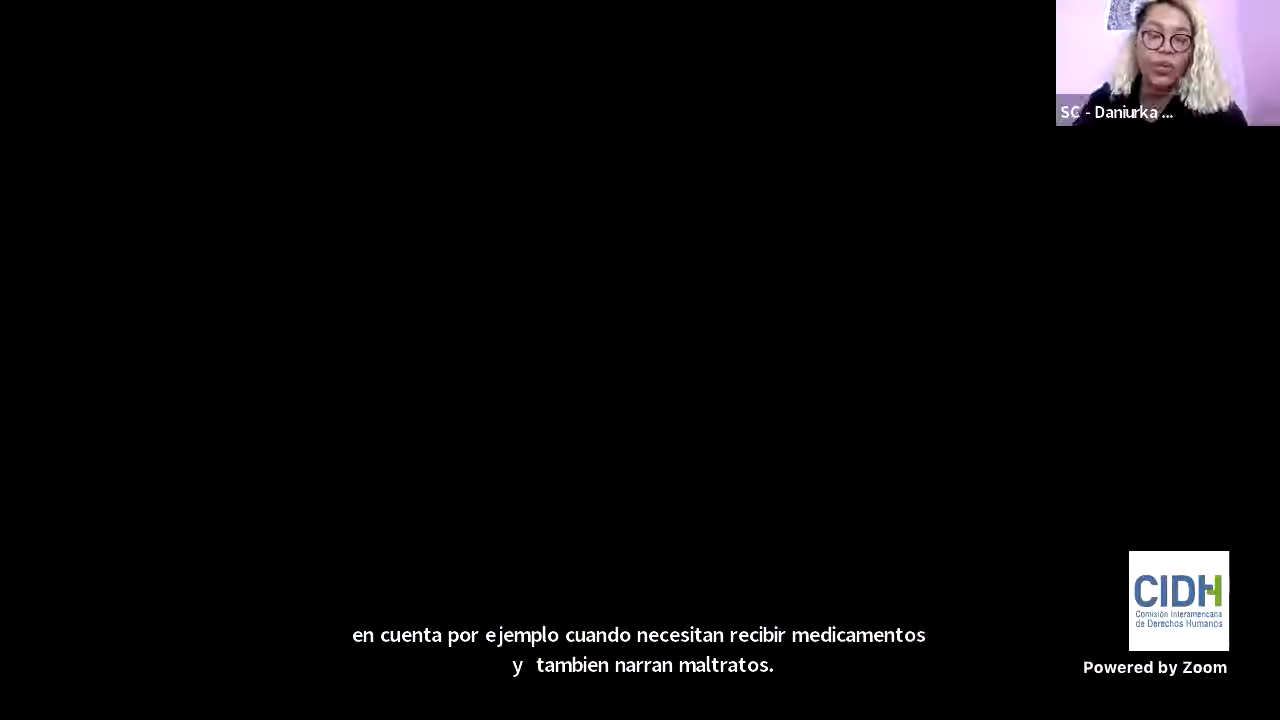 SC - Daniurka ...
en cuenta por ejemplo cuando necesitan recibir medicamentos
y tambien narran maltratos.
CIDH
Comisión Interamericana
de Derechos Humanos
Powered by Zoom